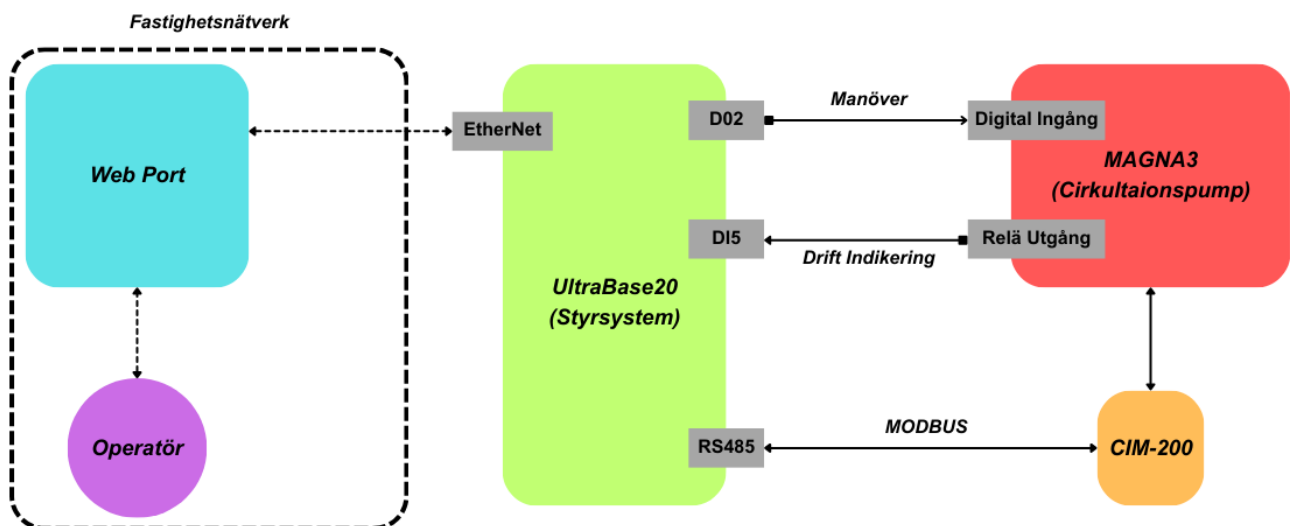 Fastighetsnätverk
Web Port
Operatör
EtherNet
UltraBase20
(Styrsystem)
D02
DI5
RS485
Manöver
Drift Indikering
MODBUS
Digital Ingång
MAGNA3
(Cirkultaionspump)
Relä Utgång
CIM-200